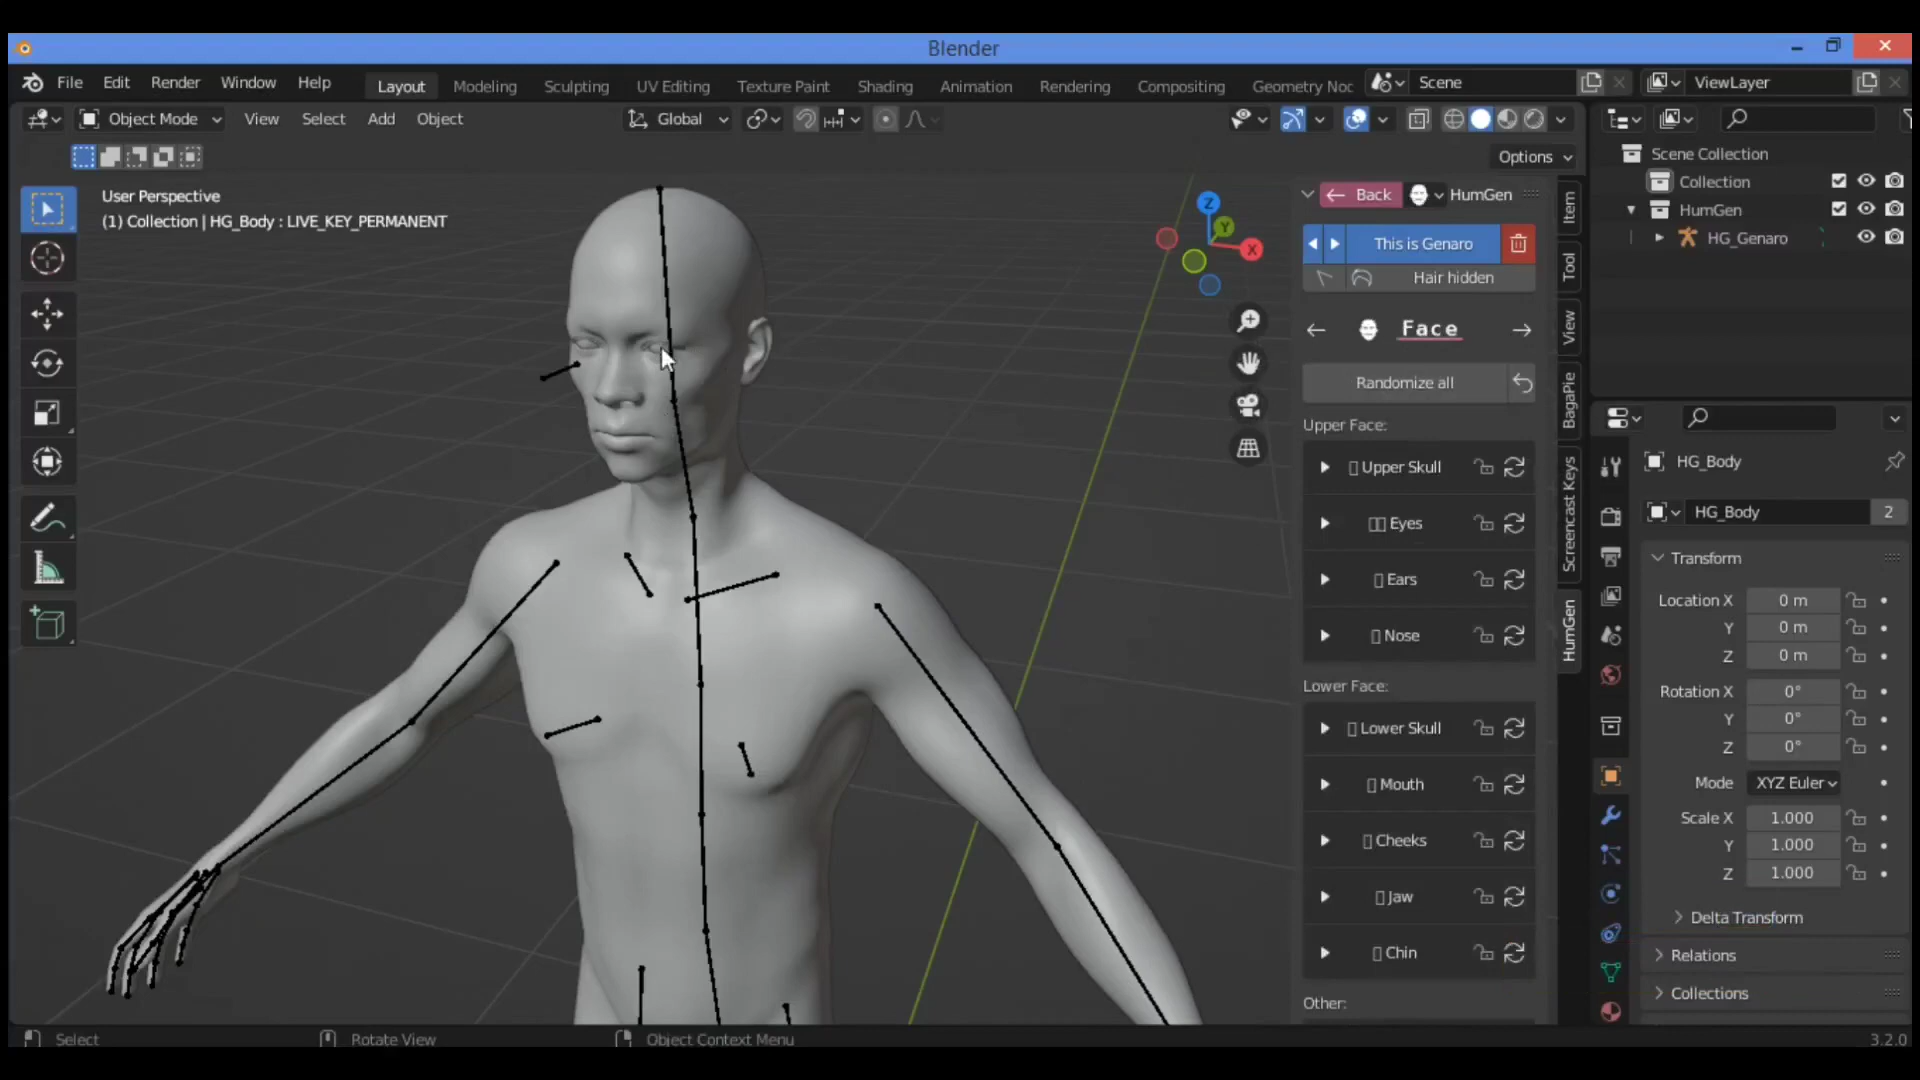 Blender
File Edit Render Window Help Layout Modeling Sculpting UV Editing Texture Paint Shading Animation Rendering Compositing Geometry Noc Scene ViewLayer
Object Mode View Select Add Object Global
Options
User Perspective
(1) Collection | HG_Body : LIVE_KEY_PERMANENT
Z
Y
X
Back HumGen
This is Genaro
Hair hidden
Face
Randomize all
Upper Face:
Upper Skull
Eyes
Ears
Nose
Lower Face:
Lower Skull
Mouth
Cheeks
Jaw
Chin
Other:
Item
Tool
View
BagaPie
Screencast Keys
HumGen
Scene Collection
Collection
HumGen
HG_Genaro
HG_Body
HG_Body 2
Transform
Location X 0 m
Y 0 m
Z 0 m
Rotation X 0°
Y 0°
Z 0°
Mode XYZ Euler
Scale X 1.000
Y 1.000
Z 1.000
Delta Transform
Relations
Collections
Select Rotate View Object Context Menu 3.2.0